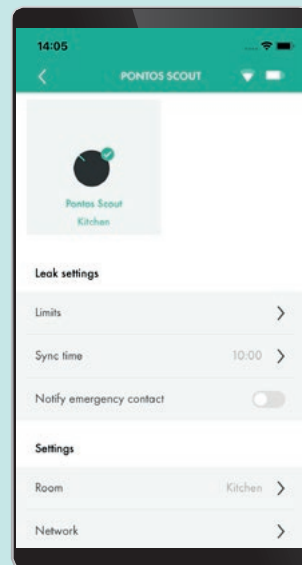 14:05
PONTOS SCOUT
Pontos Scout
Kitchen
Leak settings
Limits
Sync time 10:00
Notify emergency contact
Settings
Room Kitchen
Network